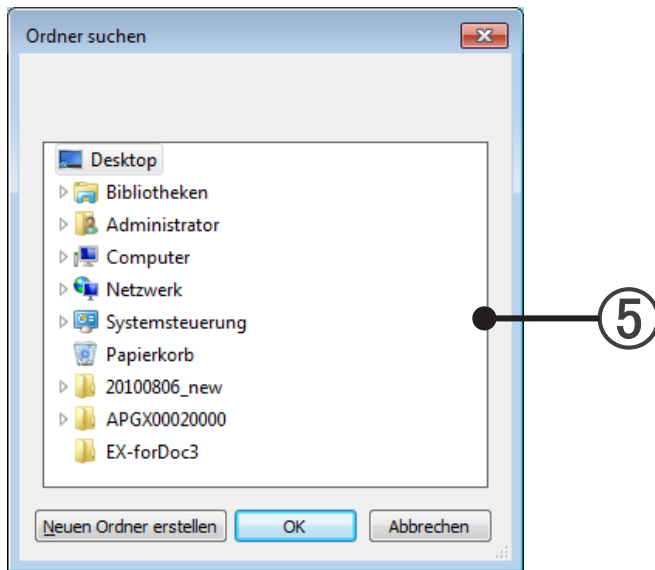 Ordner suchen
Desktop
Bibliotheken
Administrator
Computer
Netzwerk
Systemsteuerung
⑤
Papierkorb
20100806_new
APGX00020000
EX-forDoc3
Neuen Ordner erstellen OK Abbrechen